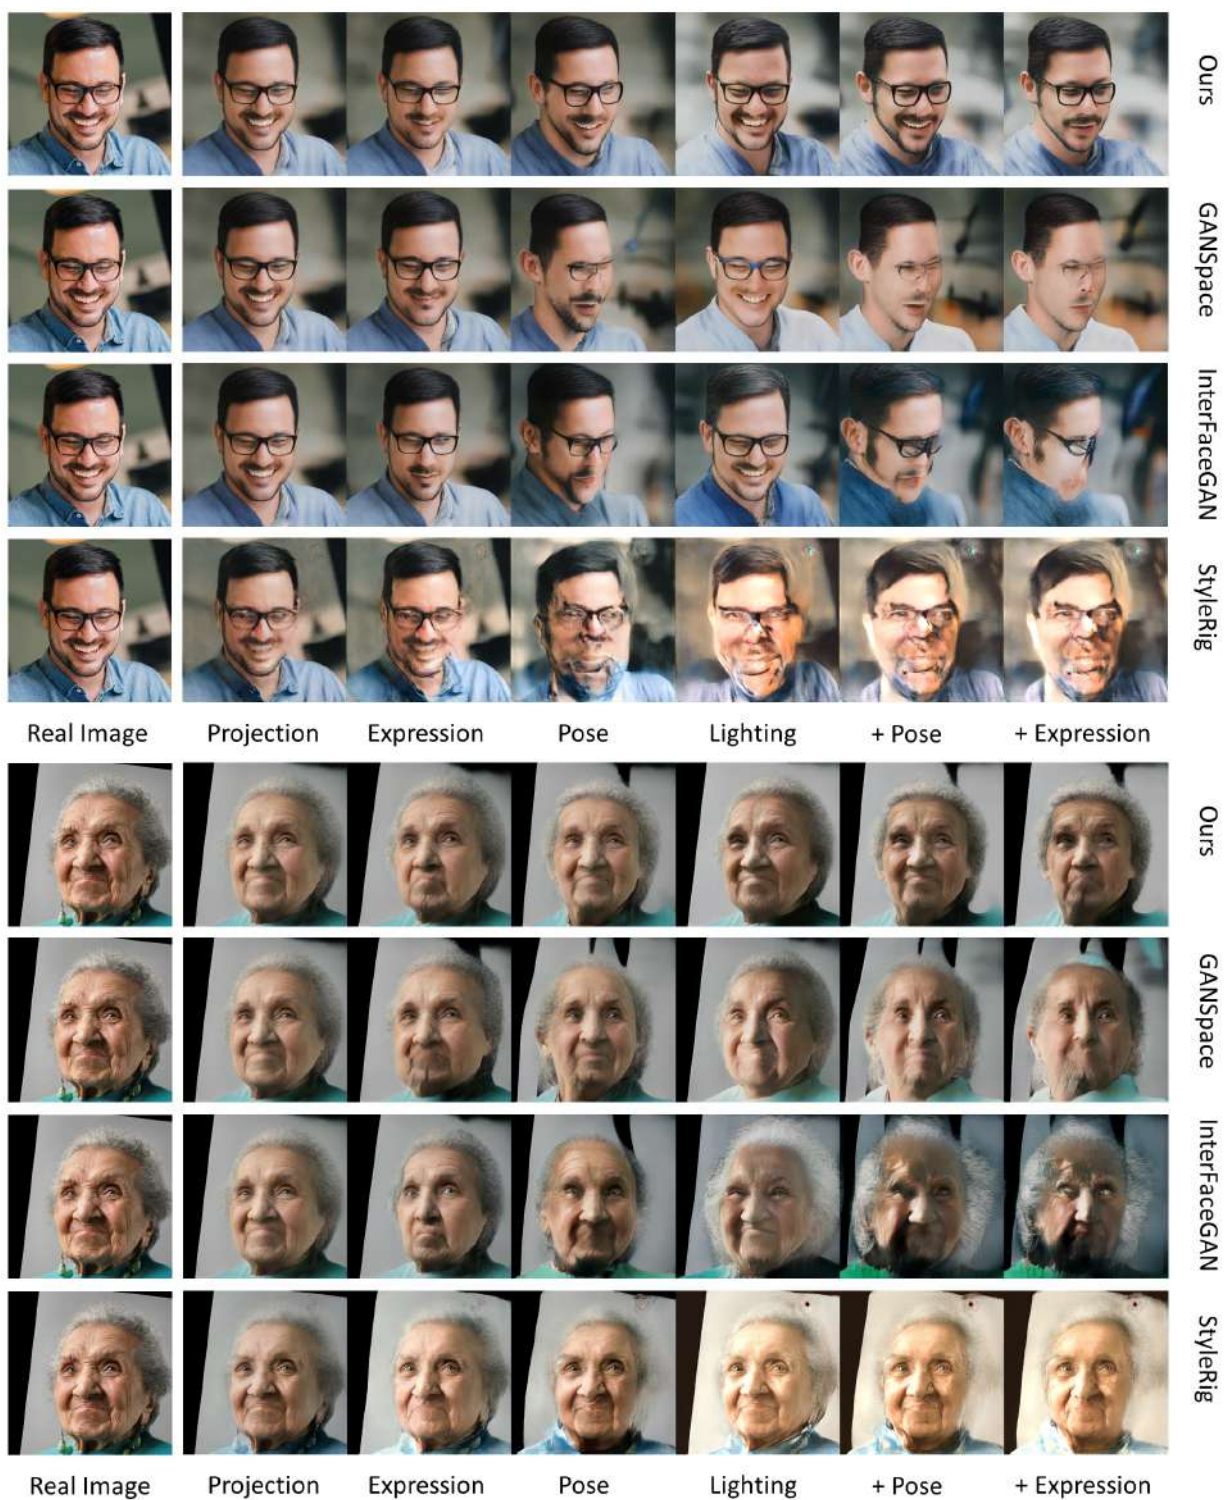 Ours
GANSpace
InterFaceGAN
StyleRig
Real Image Projection Expression Pose Lighting + Pose + Expression
Ours
GANSpace
InterFaceGAN
StyleRig
Real Image Projection Expression Pose Lighting + Pose + Expression